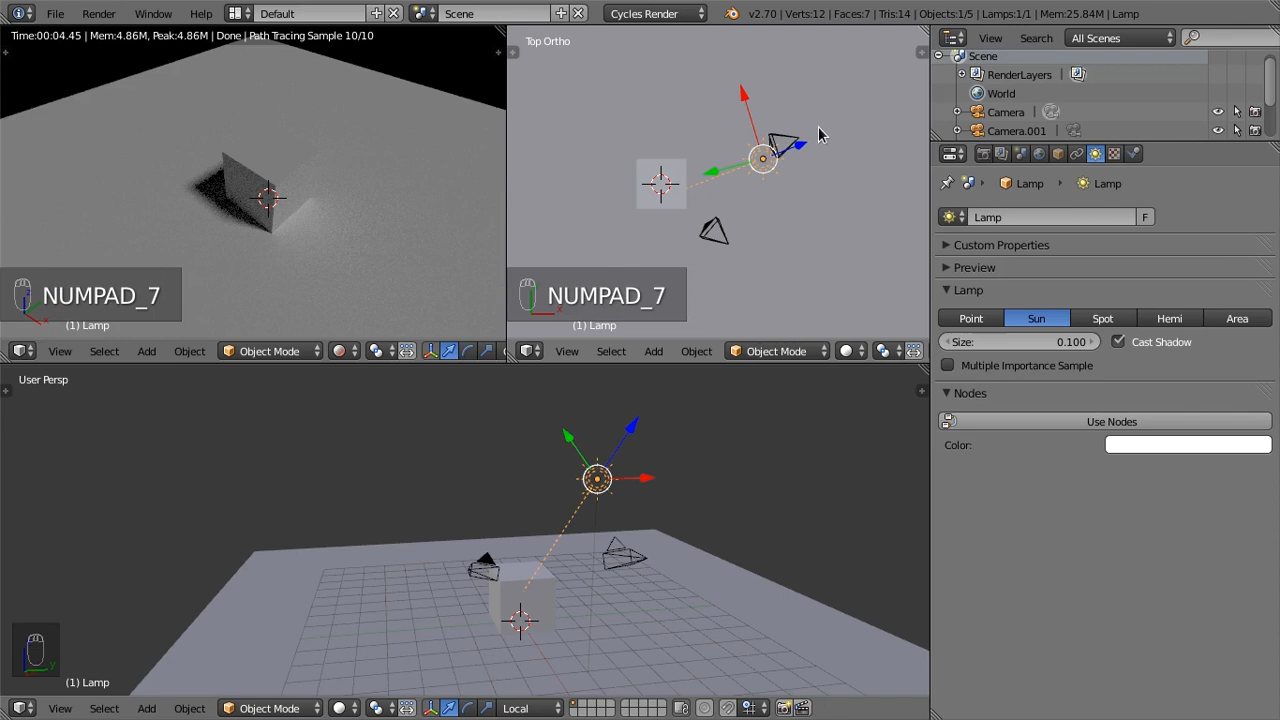 File Render Window Help Default Scene Cycles Render v2.70 | Verts:12 | Faces:7 | Tris:14 | Objects:1/5 | Lamps:1/1 | Mem:25.84M | Lamp
Time:00:04.45 | Mem:4.86M, Peak:4.86M | Done | Path Tracing Sample 10/10
Top Ortho
View Search All Scenes
Scene
RenderLayers
World
Camera
Camera.001
Lamp Lamp
Lamp F
Custom Properties
Preview
Lamp
Point Sun Spot Hemi Area
Size: 0.100 Cast Shadow
Multiple Importance Sample
Nodes
Use Nodes
Color:
NUMPAD_7
(1) Lamp
NUMPAD_7
(1) Lamp
View Select Add Object Object Mode
View Select Add Object Object Mode
User Persp
(1) Lamp
View Select Add Object Object Mode Local